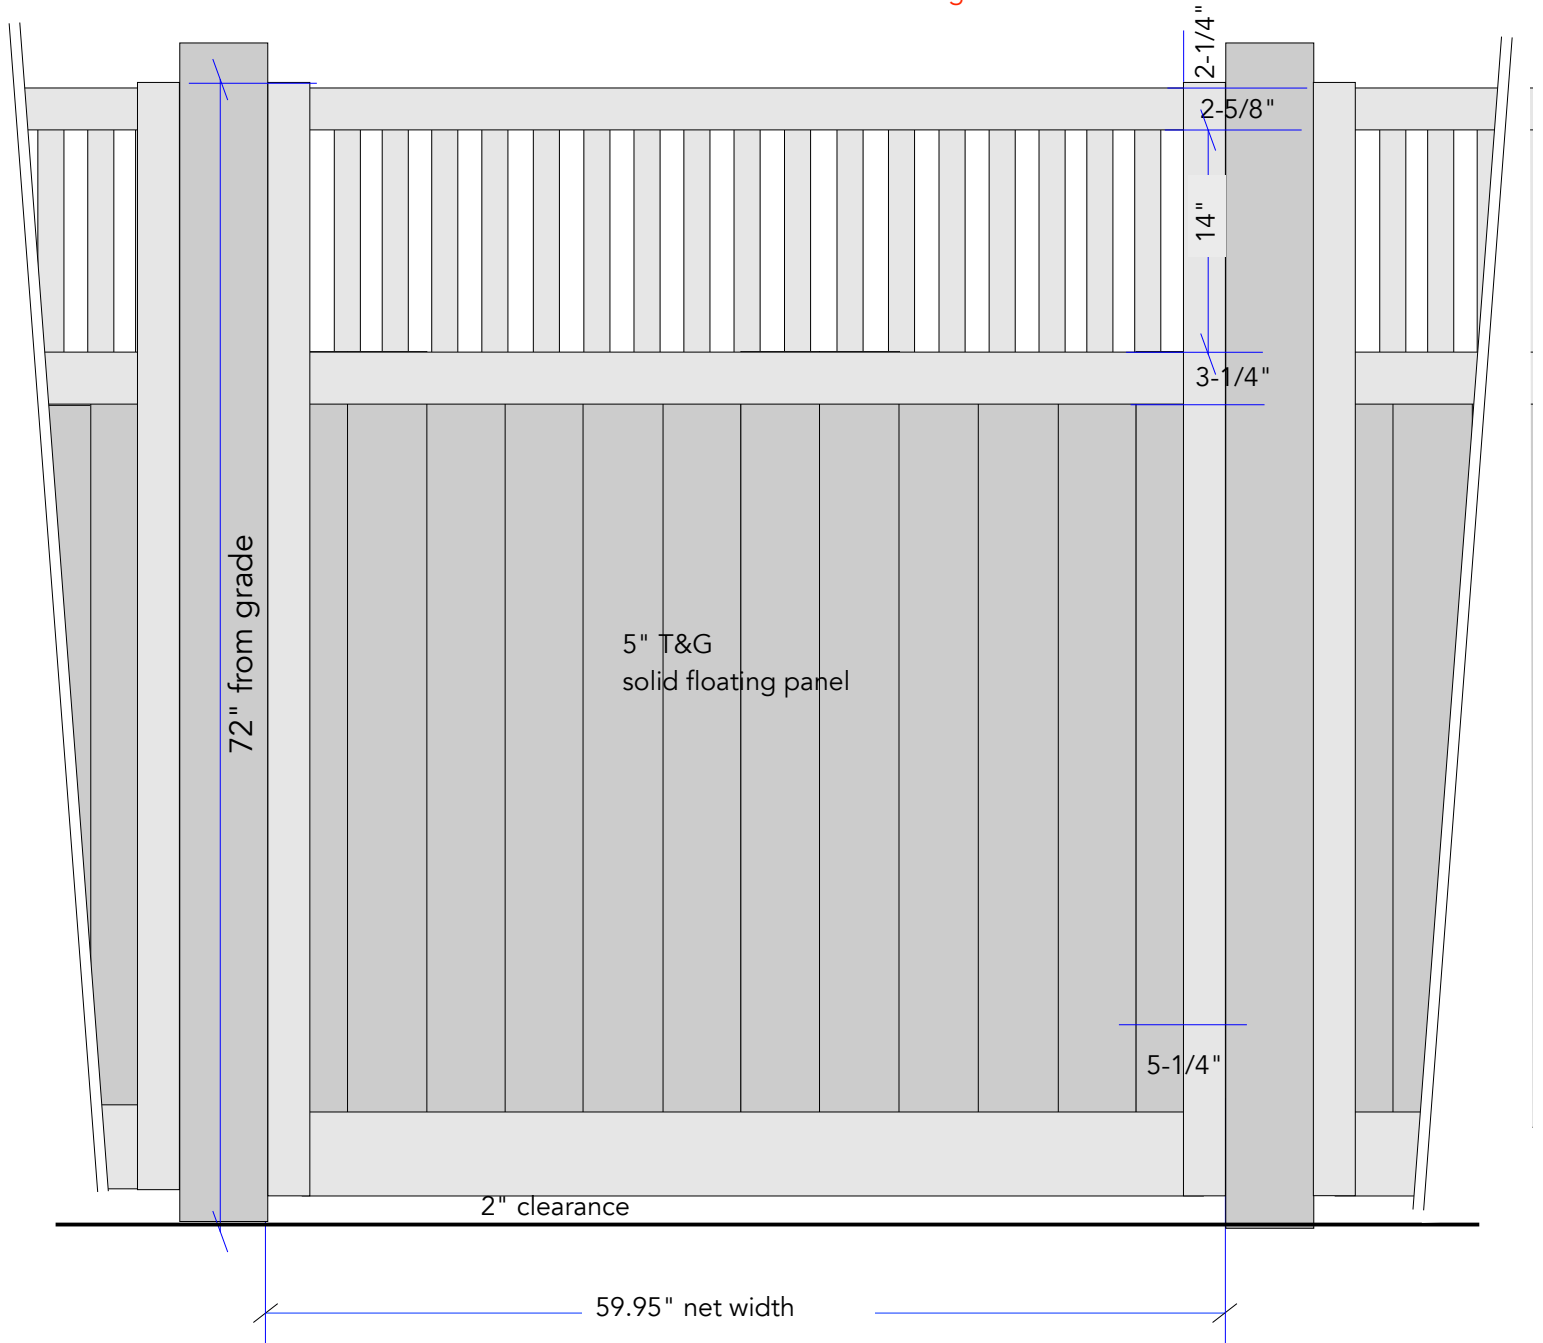 2-1/4"
2-5/8"
14"
3-1/4"
72" from grade
5" T&G
solid floating panel
5-1/4"
2" clearance
59.95" net width